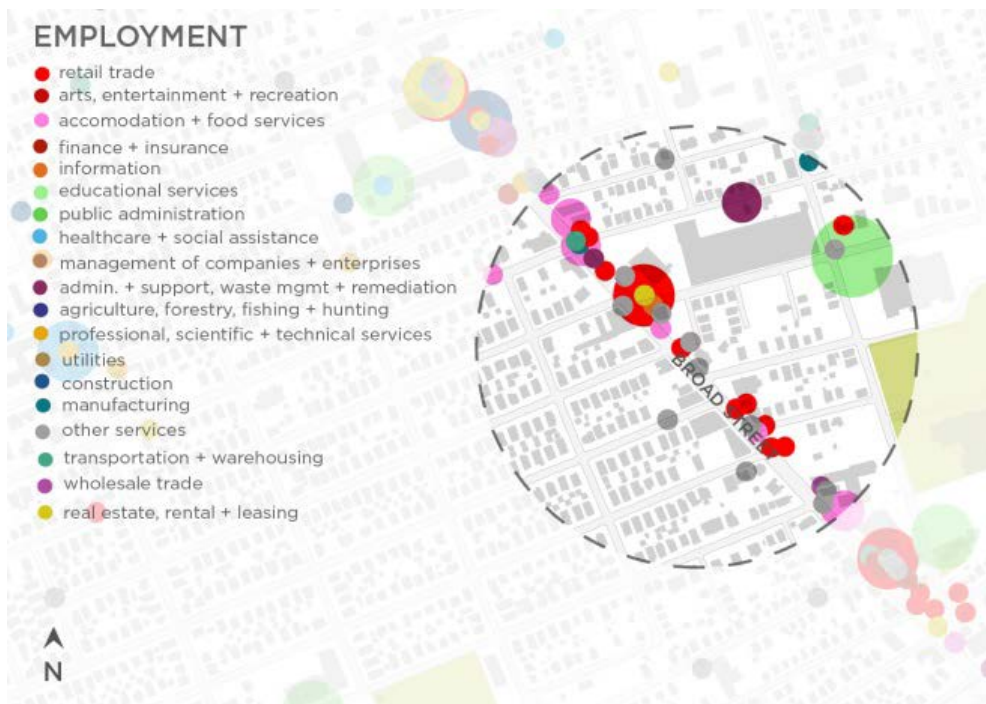 EMPLOYMENT
retail trade
arts, entertainment + recreation
accomodation + food services
finance + insurance
information
educational services
public administration
healthcare + social assistance
management of companies + enterprises
admin. + support, waste mgmt + remediation
agriculture, forestry, fishing + hunting
professional, scientific + technical services
utilities
construction
manufacturing
other services
transportation + warehousing
wholesale trade
real estate, rental + leasing
BROAD STREET
N